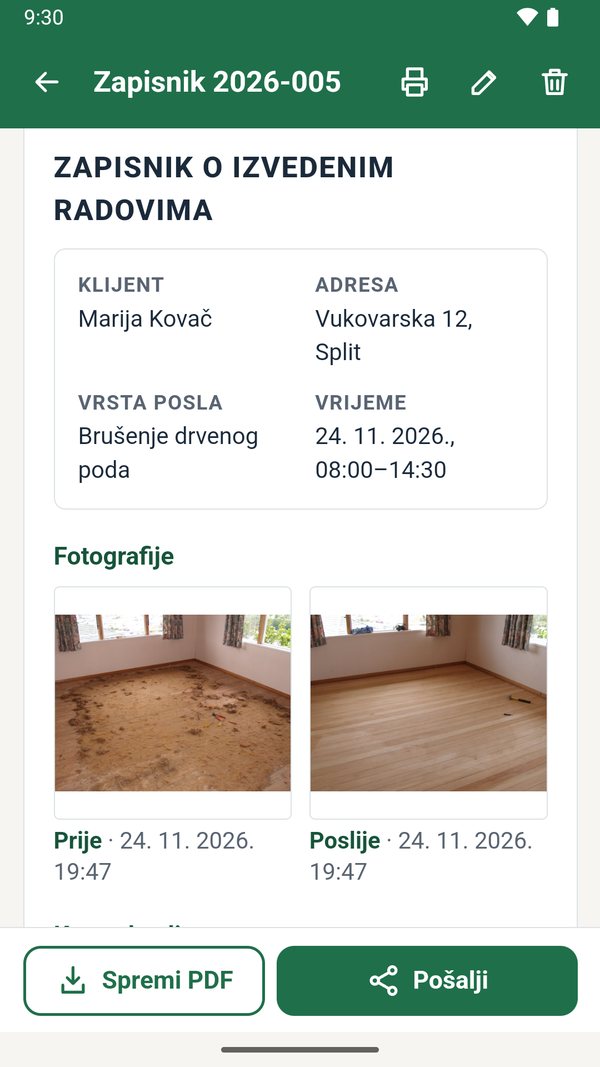 9:30
Zapisnik 2026-005
ZAPISNIK O IZVEDENIM
RADOVIMA
KLIJENT
Marija Kovač
ADRESA
Vukovarska 12,
Split
VRSTA POSLA
Brušenje drvenog
poda
VRIJEME
24. 11. 2026.,
08:00–14:30
Fotografije
Prije · 24. 11. 2026.
19:47
Poslije · 24. 11. 2026.
19:47
Spremi PDF
Pošalji